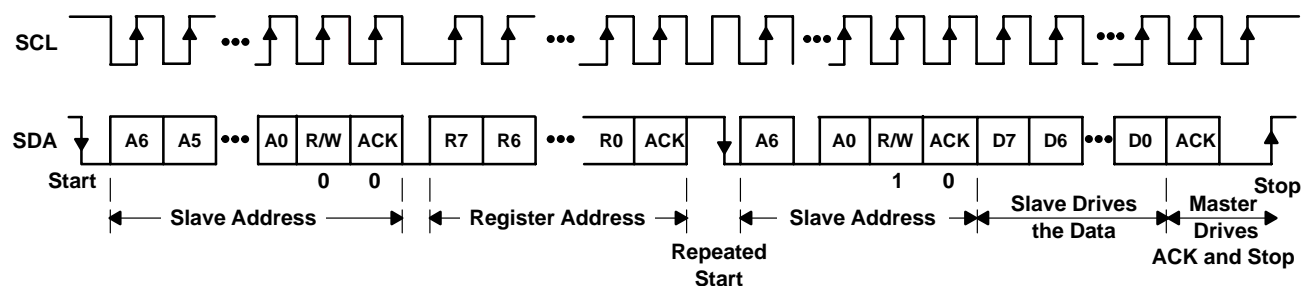 SCL
SDA A6 A5 A0 R/W ACK R7 R6 R0 ACK A6 A0 R/W ACK D7 D6 D0 ACK
Start 0 0 1 0 Stop
Slave Address Register Address Slave Address Slave Drives Master
the Data Drives
Repeated ACK and Stop
Start